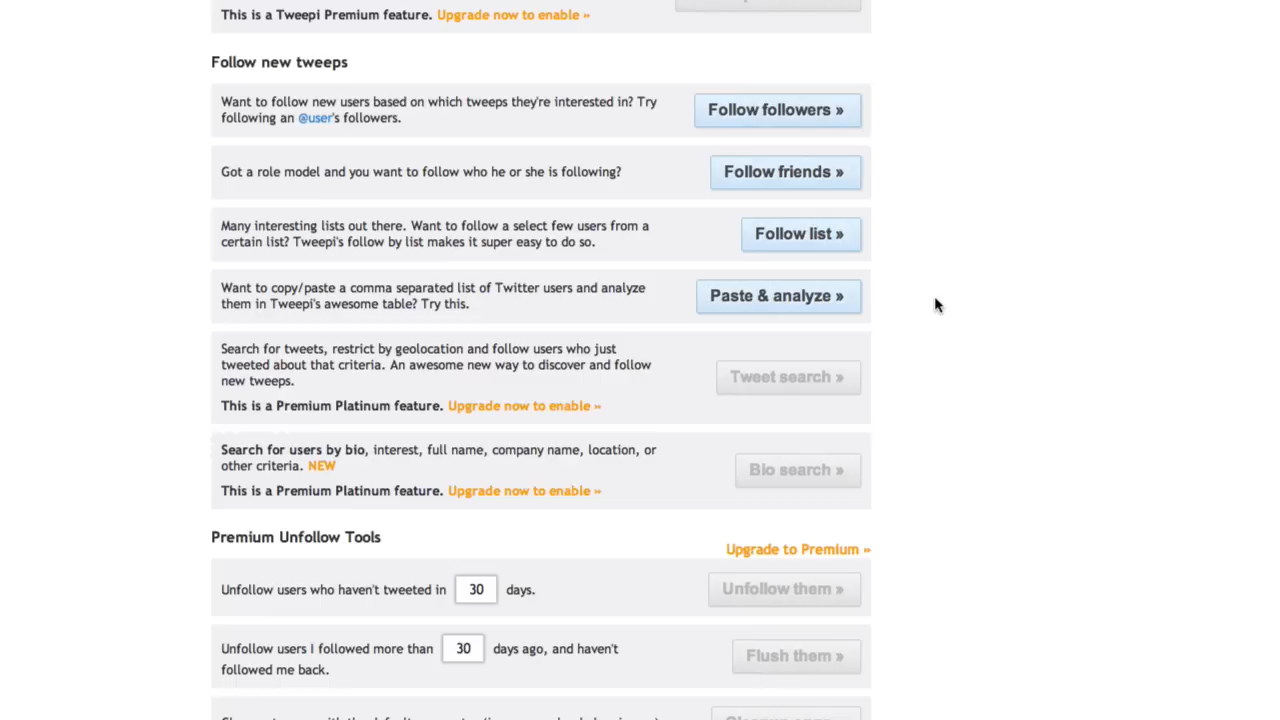 This is a Tweepi Premium feature. Upgrade now to enable »
Follow new tweeps
Want to follow new users based on which tweeps they're interested in? Try
following an @user's followers.
Follow followers »
Got a role model and you want to follow who he or she is following?
Follow friends »
Many interesting lists out there. Want to follow a select few users from a
certain list? Tweepi's follow by list makes it super easy to do so.
Follow list »
Want to copy/paste a comma separated list of Twitter users and analyze
them in Tweepi's awesome table? Try this.
Paste & analyze »
Search for tweets, restrict by geolocation and follow users who just
tweeted about that criteria. An awesome new way to discover and follow
new tweeps.
This is a Premium Platinum feature. Upgrade now to enable »
Tweet search »
Search for users by bio, interest, full name, company name, location, or
other criteria. NEW
This is a Premium Platinum feature. Upgrade now to enable »
Bio search »
Premium Unfollow Tools
Upgrade to Premium »
Unfollow users who haven't tweeted in 30 days.
Unfollow them »
Unfollow users I followed more than 30 days ago, and haven't
followed me back.
Flush them »